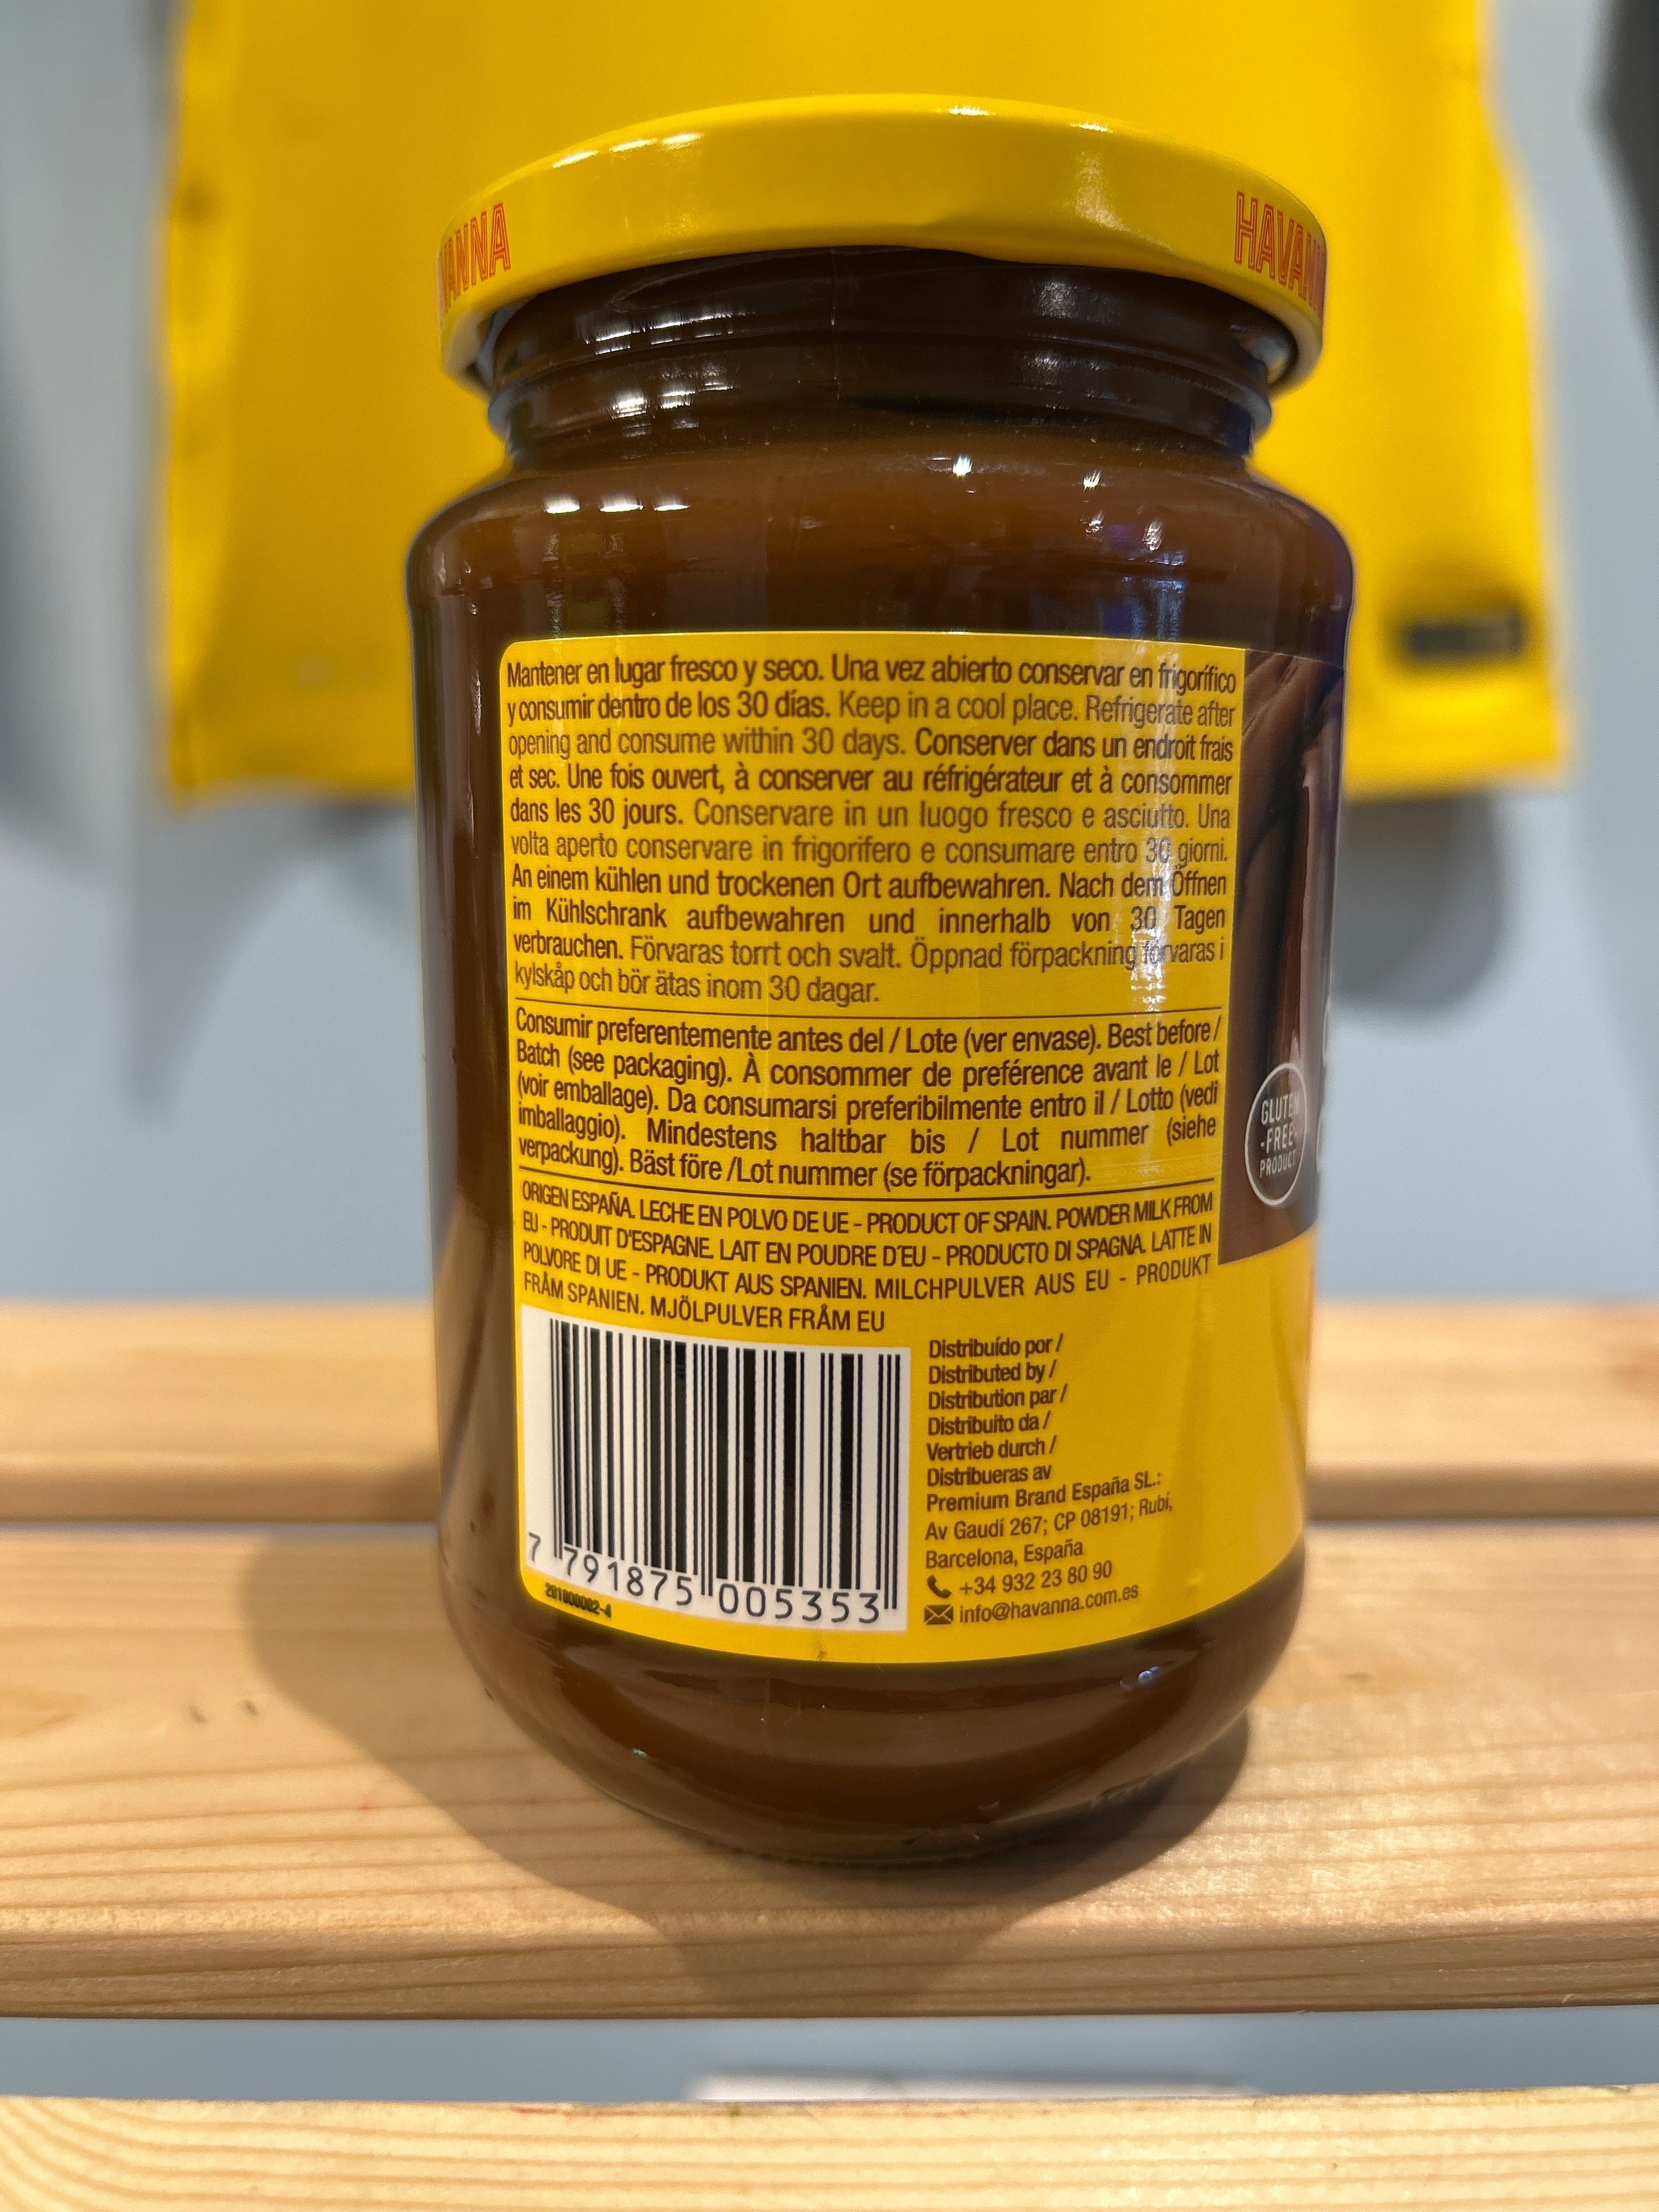 ANNA
HAVANN
Mantener en lugar fresco y seco. Una vez abierto conservar en frigorífico
y consumir dentro de los 30 días. Keep in a cool place. Refrigerate after
opening and consume within 30 days. Conserver dans un endroit frais
et sec. Une fois ouvert, à conserver au réfrigérateur et à consommer
dans les 30 jours. Conservare in un luogo fresco e asciutto. Una
volta aperto conservare in frigorifero e consumare entro 30 giorni.
An einem kühlen und trockenen Ort aufbewahren. Nach dem Öffnen
im Kühlschrank aufbewahren und innerhalb von 30 Tagen
verbrauchen. Förvaras torrt och svalt. Öppnad förpackning förvaras i
kylskåp och bör ätas inom 30 dagar.
Consumir preferentemente antes del / Lote (ver envase). Best before /
Batch (see packaging). À consommer de preférence avant le / Lot
(voir emballage). Da consumarsi preferibilmente entro il / Lotto (vedi
imballaggio). Mindestens haltbar bis / Lot nummer (siehe
verpackung). Bäst före /Lot nummer (se förpackningar).
ORIGEN ESPAÑA. LECHE EN POLVO DE UE - PRODUCT OF SPAIN. POWDER MILK FROM
EU - PRODUIT D'ESPAGNE. LAIT EN POUDRE D'EU - PRODUCTO DI SPAGNA. LATTE IN
POLVORE DI UE - PRODUKT AUS SPANIEN. MILCHPULVER AUS EU - PRODUKT
FRÅM SPANIEN. MJÖLPULVER FRÅM EU
GLUTEN
-FREE-
PRODUCT
Distribuído por /
Distributed by /
Distribution par /
Distribuito da /
Vertrieb durch /
Distribueras av
Premium Brand España SL.:
Av Gaudí 267; CP 08191; Rubí,
Barcelona, España
+34 932 23 80 90
info@havanna.com.es
7 791875 005353
201000002-4